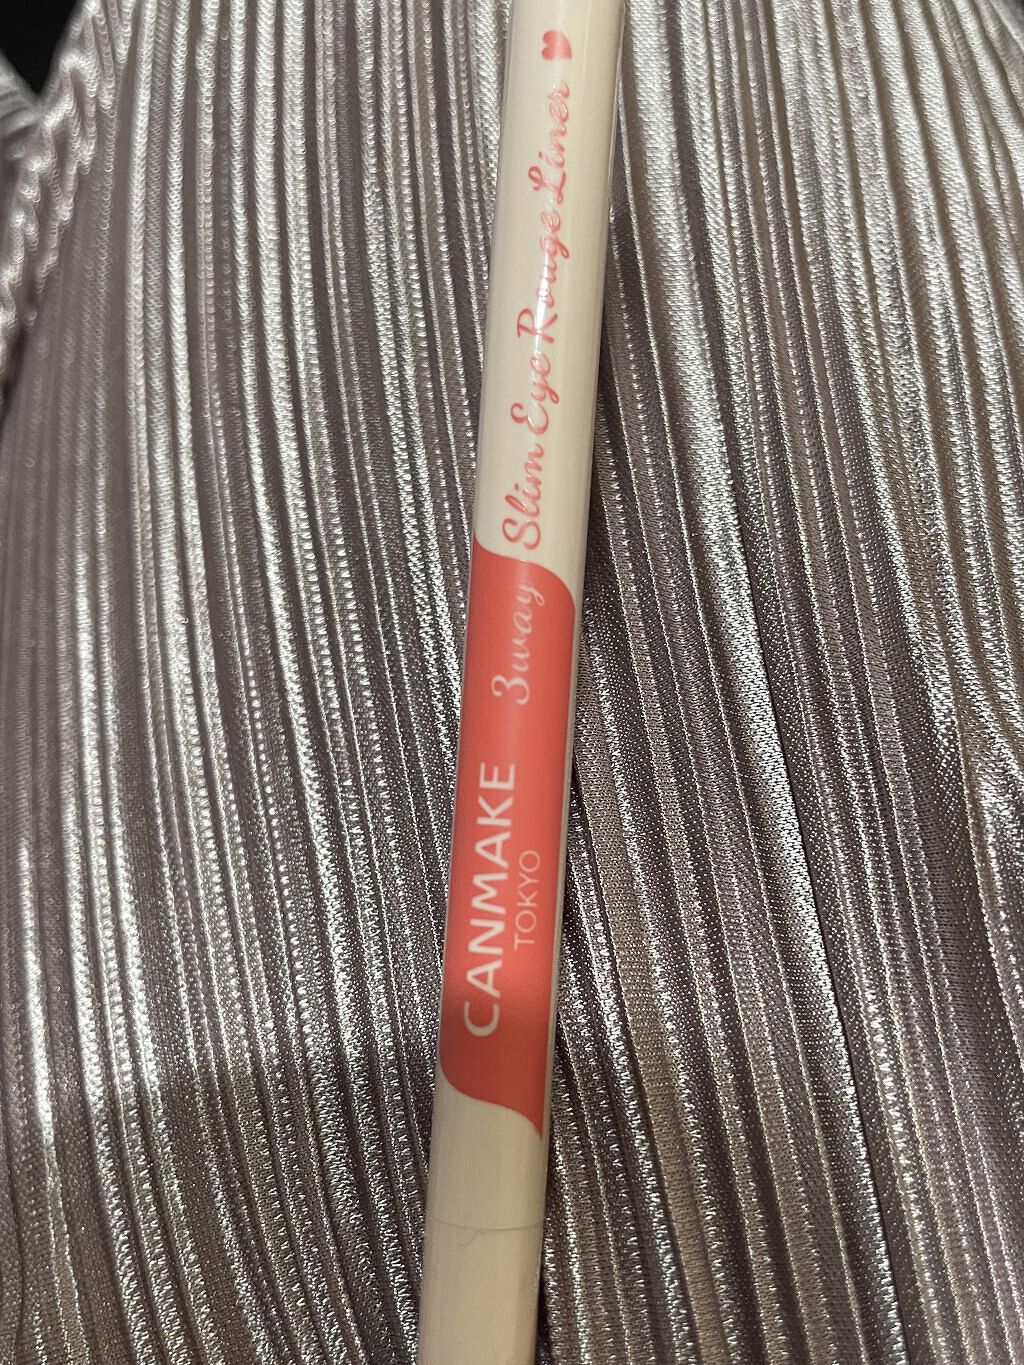 CANMAKE
TOKYO
3way
Slim Eye Rouge Liner